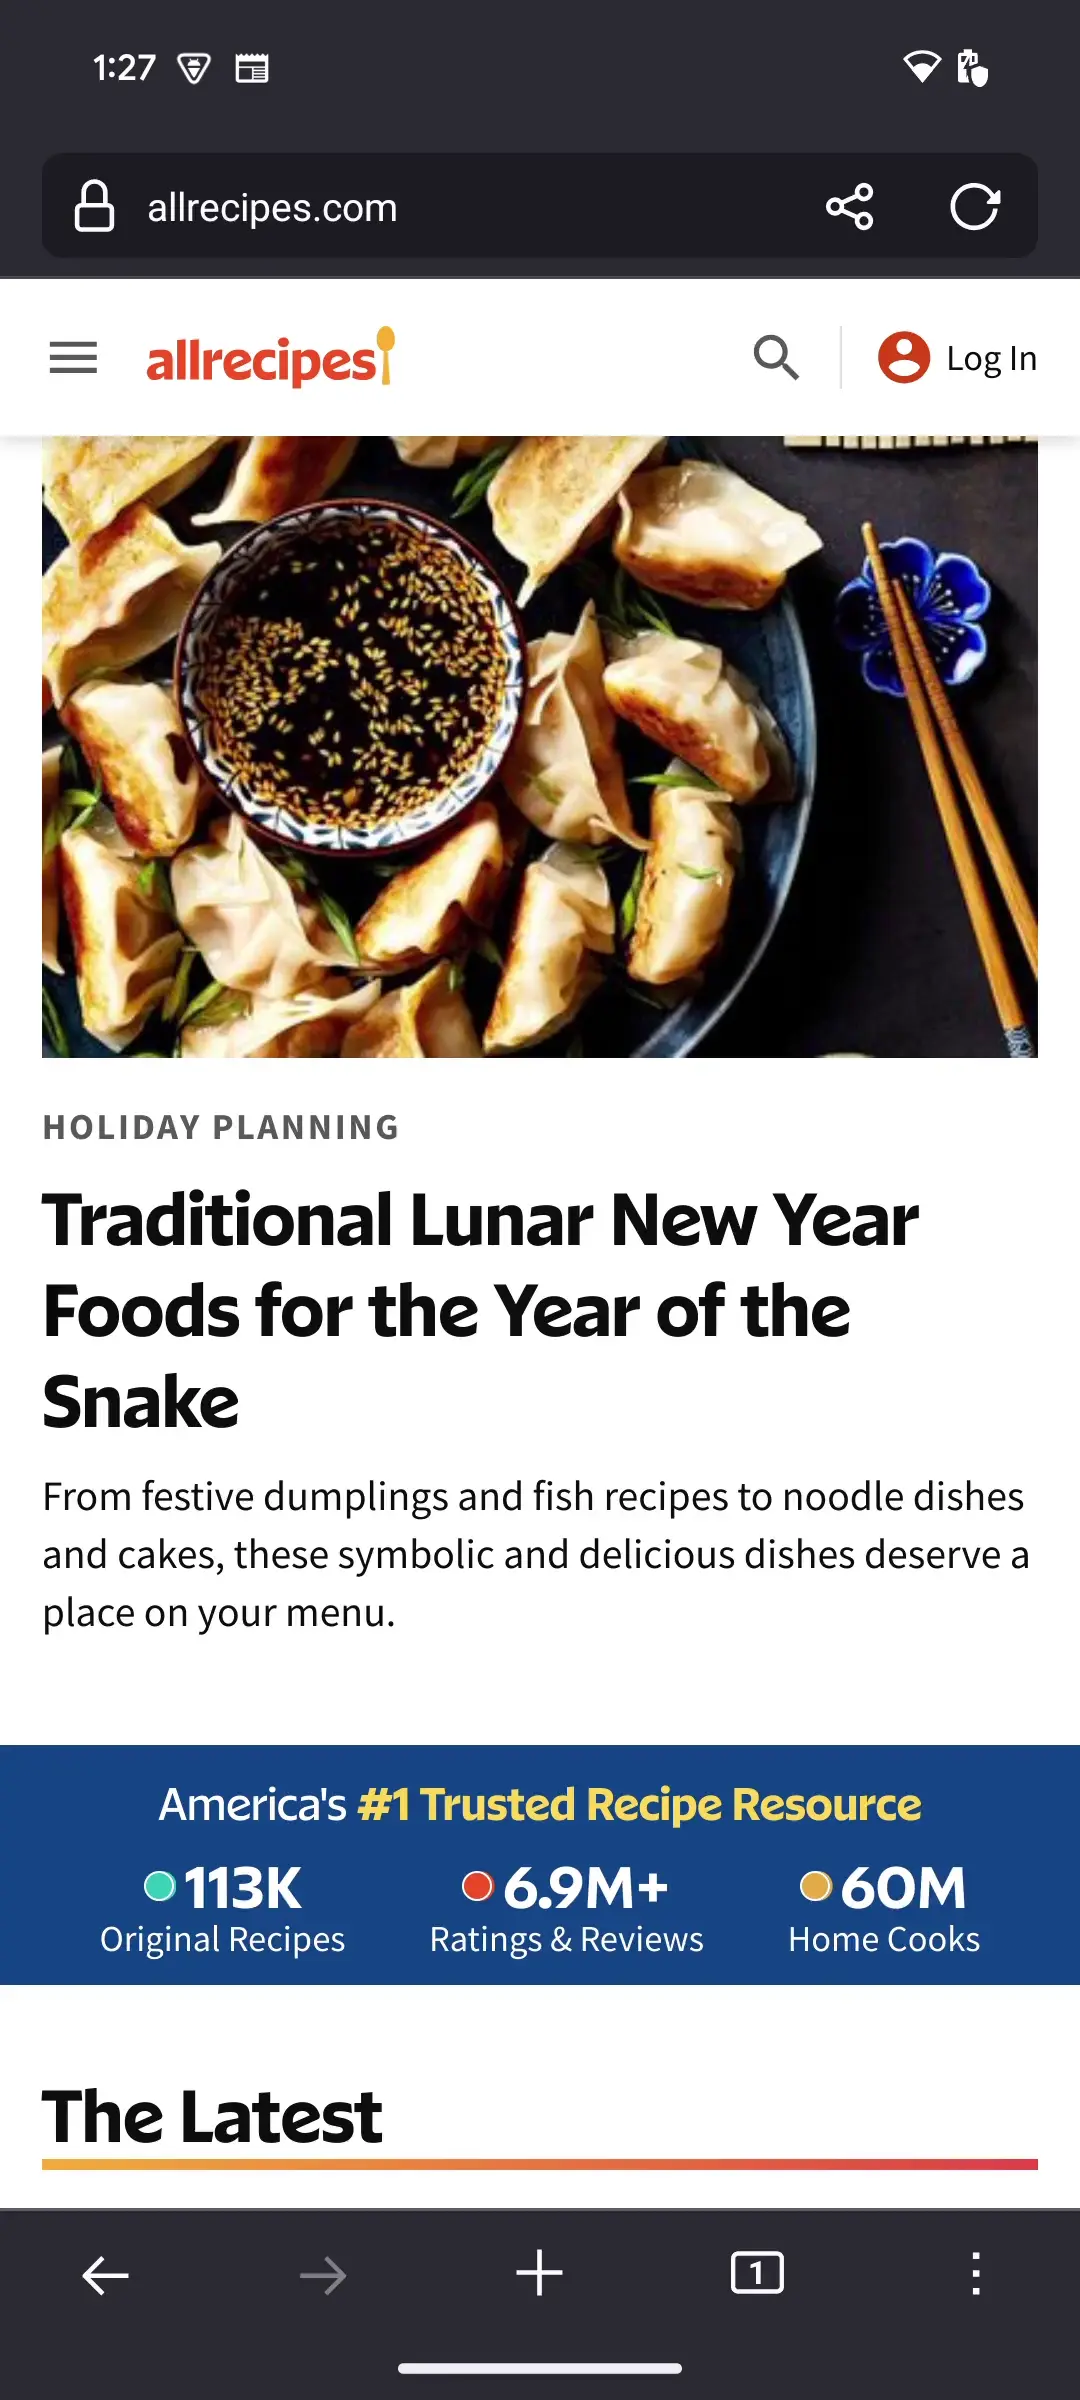 1:27
allrecipes.com
allrecipes
Log In
HOLIDAY PLANNING
Traditional Lunar New Year
Foods for the Year of the
Snake
From festive dumplings and fish recipes to noodle dishes
and cakes, these symbolic and delicious dishes deserve a
place on your menu.
America's #1 Trusted Recipe Resource
113K 6.9M+ 60M
Original Recipes Ratings & Reviews Home Cooks
The Latest
1